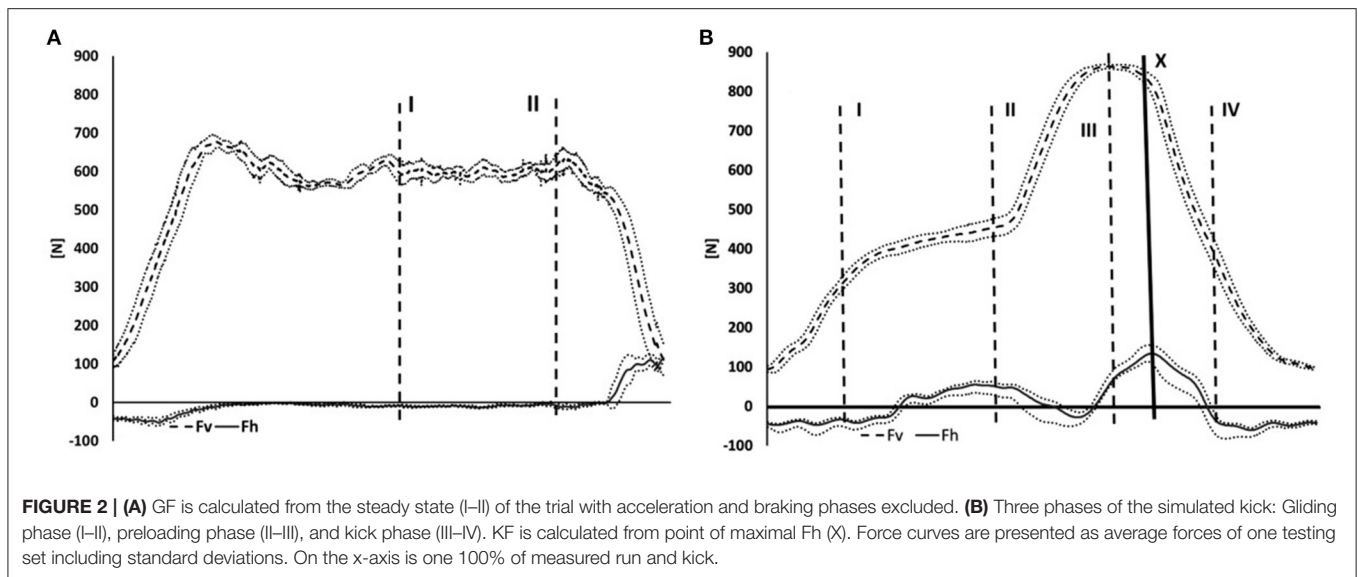 A
900
800
700
600
500
400
300
200
100
0
-100
[N]
I
II
Fv Fh
B
900
800
700
600
500
400
300
200
100
0
-100
[N]
I
II
III
X
IV
Fv Fh
FIGURE 2 | (A) GF is calculated from the steady state (I–II) of the trial with acceleration and braking phases excluded. (B) Three phases of the simulated kick: Gliding
phase (I–II), preloading phase (II–III), and kick phase (III–IV). KF is calculated from point of maximal Fh (X). Force curves are presented as average forces of one testing
set including standard deviations. On the x-axis is one 100% of measured run and kick.